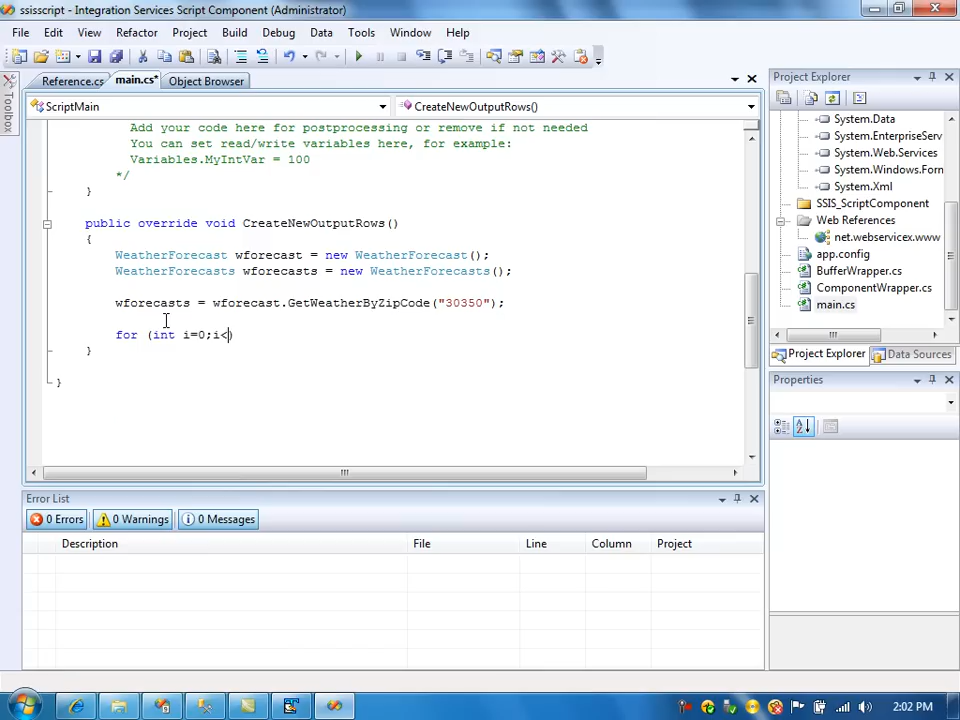 ssisscript - Integration Services Script Component (Administrator)
File Edit View Refactor Project Build Debug Data Tools Window Help
Reference.cs main.cs* Object Browser
ScriptMain CreateNewOutputRows()
Add your code here for postprocessing or remove if not needed
You can set read/write variables here, for example:
Variables.MyIntVar = 100
*/
}
public override void CreateNewOutputRows()
{
WeatherForecast wforecast = new WeatherForecast();
WeatherForecasts wforecasts = new WeatherForecasts();
wforecasts = wforecast.GetWeatherByZipCode("30350");
for (int i=0;i<)
}
}
Toolbox
Project Explorer
System.Data
System.EnterpriseServ
System.Web.Services
System.Windows.Forn
System.Xml
SSIS_ScriptComponent
Web References
net.webservicex.www
app.config
BufferWrapper.cs
ComponentWrapper.cs
main.cs
Project Explorer Data Sources
Properties
Error List
0 Errors 0 Warnings 0 Messages
Description File Line Column Project
2:02 PM